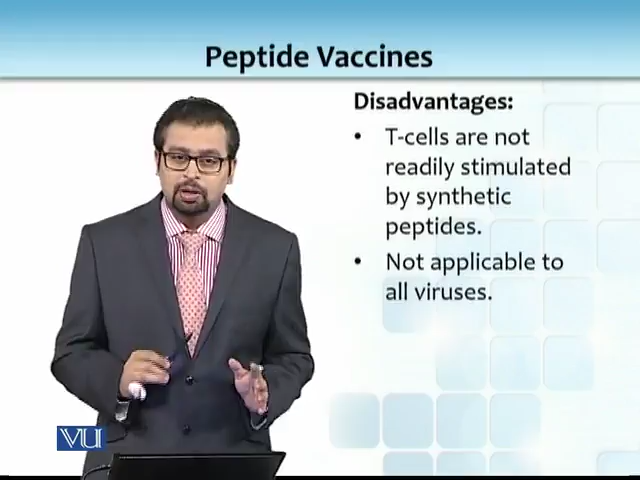 Peptide Vaccines
Disadvantages:
• T-cells are not
readily stimulated
by synthetic
peptides.
• Not applicable to
all viruses.
VU